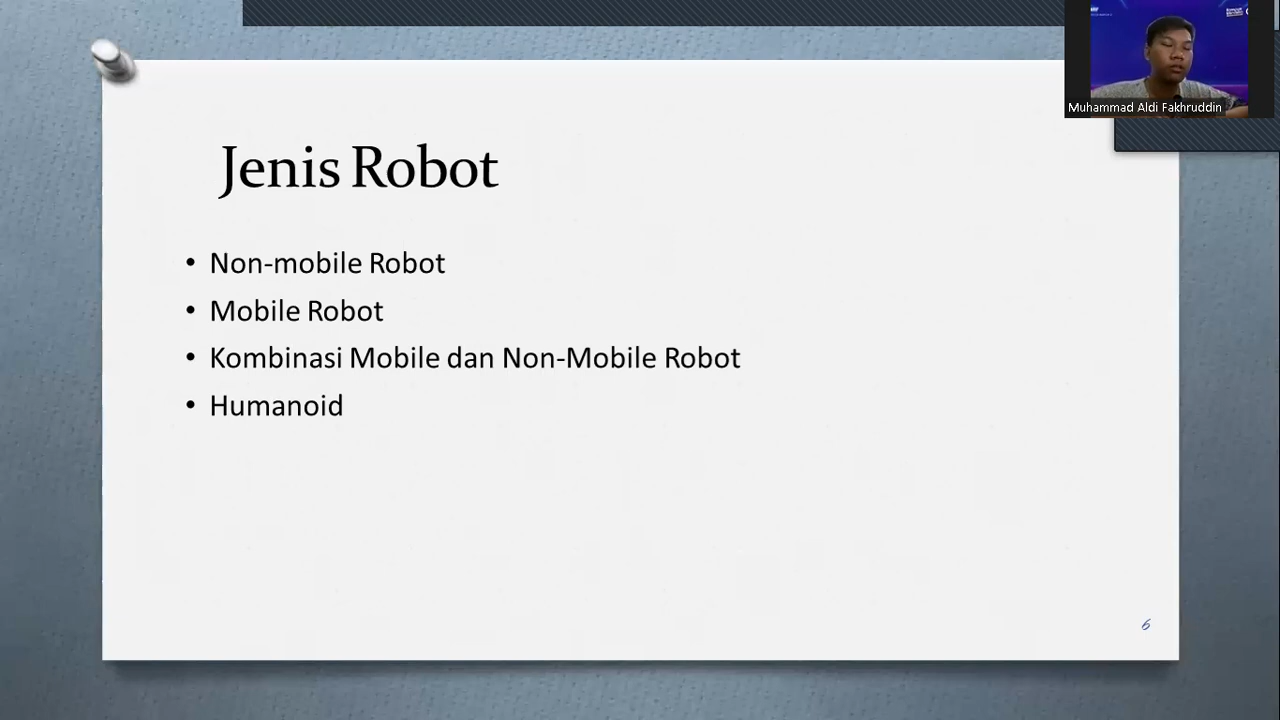 Muhammad Aldi Fakhruddin
Jenis Robot
• Non-mobile Robot
• Mobile Robot
• Kombinasi Mobile dan Non-Mobile Robot
• Humanoid
6